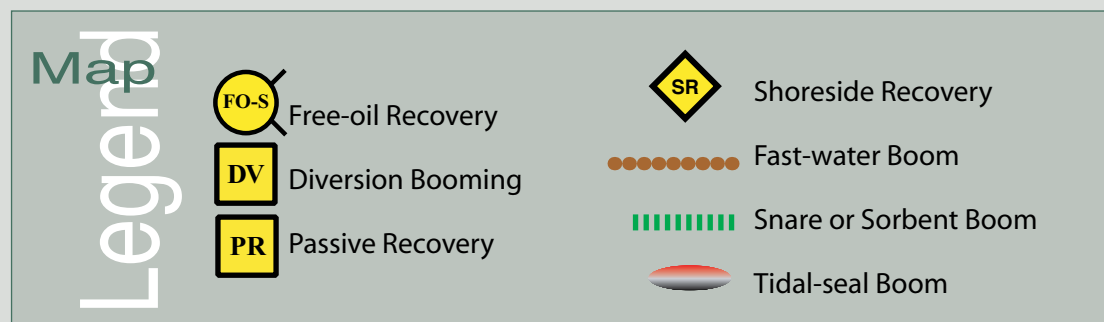 Map
Legend
FO-S Free-oil Recovery
DV Diversion Booming
PR Passive Recovery
SR Shoreside Recovery
Fast-water Boom
Snare or Sorbent Boom
Tidal-seal Boom